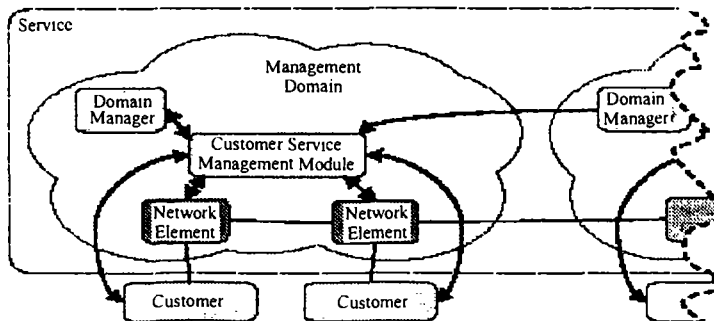 Service
Management
Domain
Domain
Manager
Domain
Manager
Customer Service
Management Module
Network
Element
Network
Element
Customer
Customer